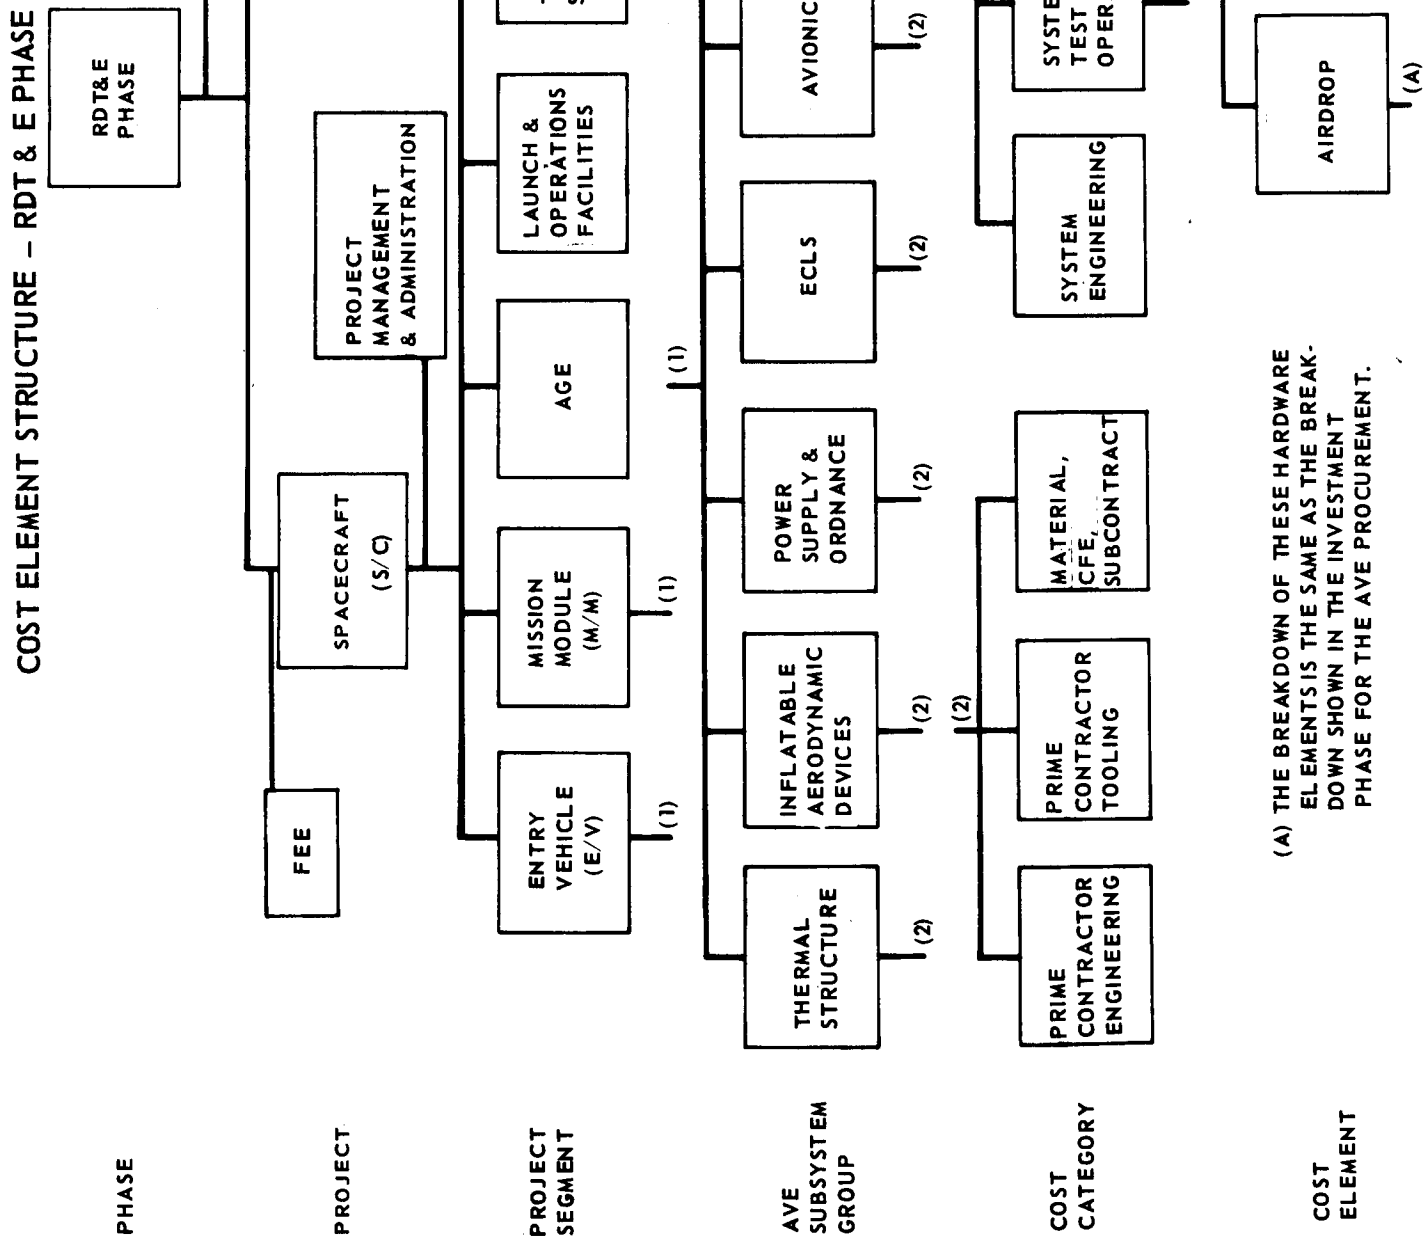 COST ELEMENT STRUCTURE – RDT & E PHASE
PHASE
RDT&E
PHASE
PROJECT
FEE
SPACECRAFT
(S/C)
PROJECT
MANAGEMENT
& ADMINISTRATION
PROJECT
SEGMENT
ENTRY
VEHICLE
(E/V)
(1)
MISSION
MODULE
(M/M)
(1)
AGE
LAUNCH &
OPERATIONS
FACILITIES
(1)
AVE
SUBSYSTEM
GROUP
THERMAL
STRUCTURE
(2)
INFLATABLE
AERODYNAMIC
DEVICES
(2)
POWER
SUPPLY &
ORDNANCE
(2)
ECLS
(2)
AVIONIC
(2)
(2)
COST
CATEGORY
PRIME
CONTRACTOR
ENGINEERING
PRIME
CONTRACTOR
TOOLING
MATERIAL,
CFE,
SUBCONTRACT
SYSTEM
ENGINEERING
SYSTE
TEST
OPER
COST
ELEMENT
AIRDROP
(A)
(A) THE BREAKDOWN OF THESE HARDWARE
ELEMENTS IS THE SAME AS THE BREAK-
DOWN SHOWN IN THE INVESTMENT
PHASE FOR THE AVE PROCUREMENT.